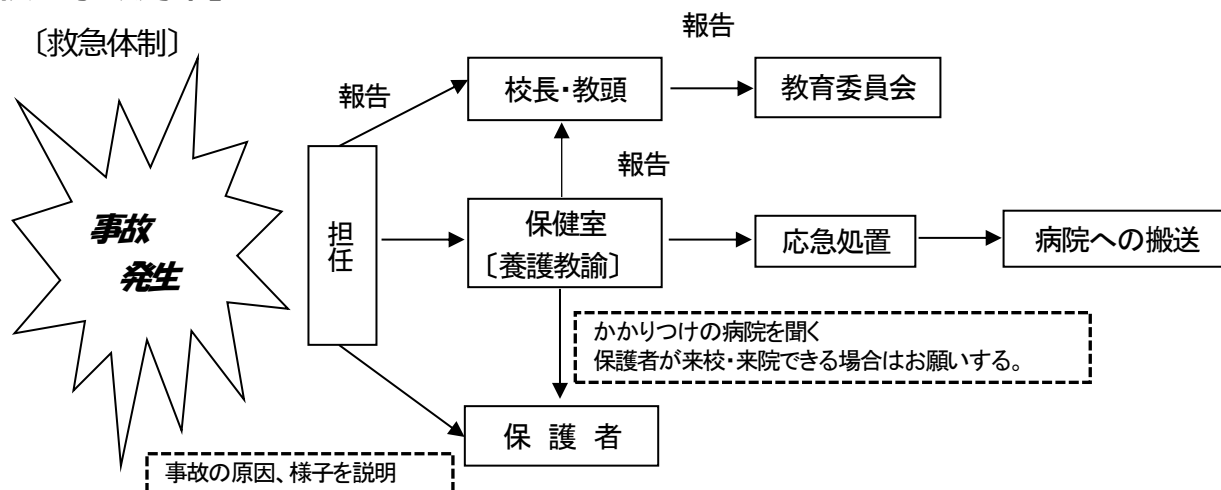 〔救急体制〕
報告
校長・教頭
教育委員会
報告
報告
事故
発生
担任
保健室
〔養護教諭〕
応急処置
病院への搬送
かかりつけの病院を聞く
保護者が来校・来院できる場合はお願いする。
保 護 者
事故の原因、様子を説明